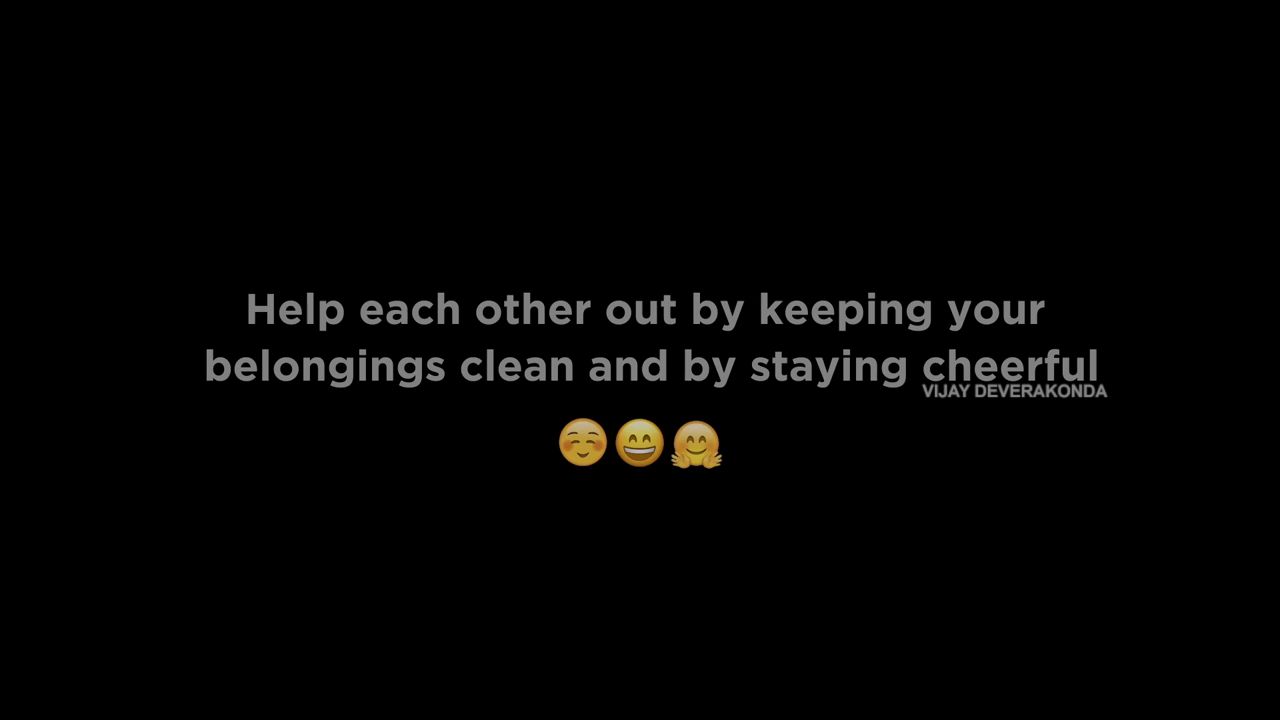 Help each other out by keeping your
belongings clean and by staying cheerful
VIJAY DEVERAKONDA
☺️😄🤗